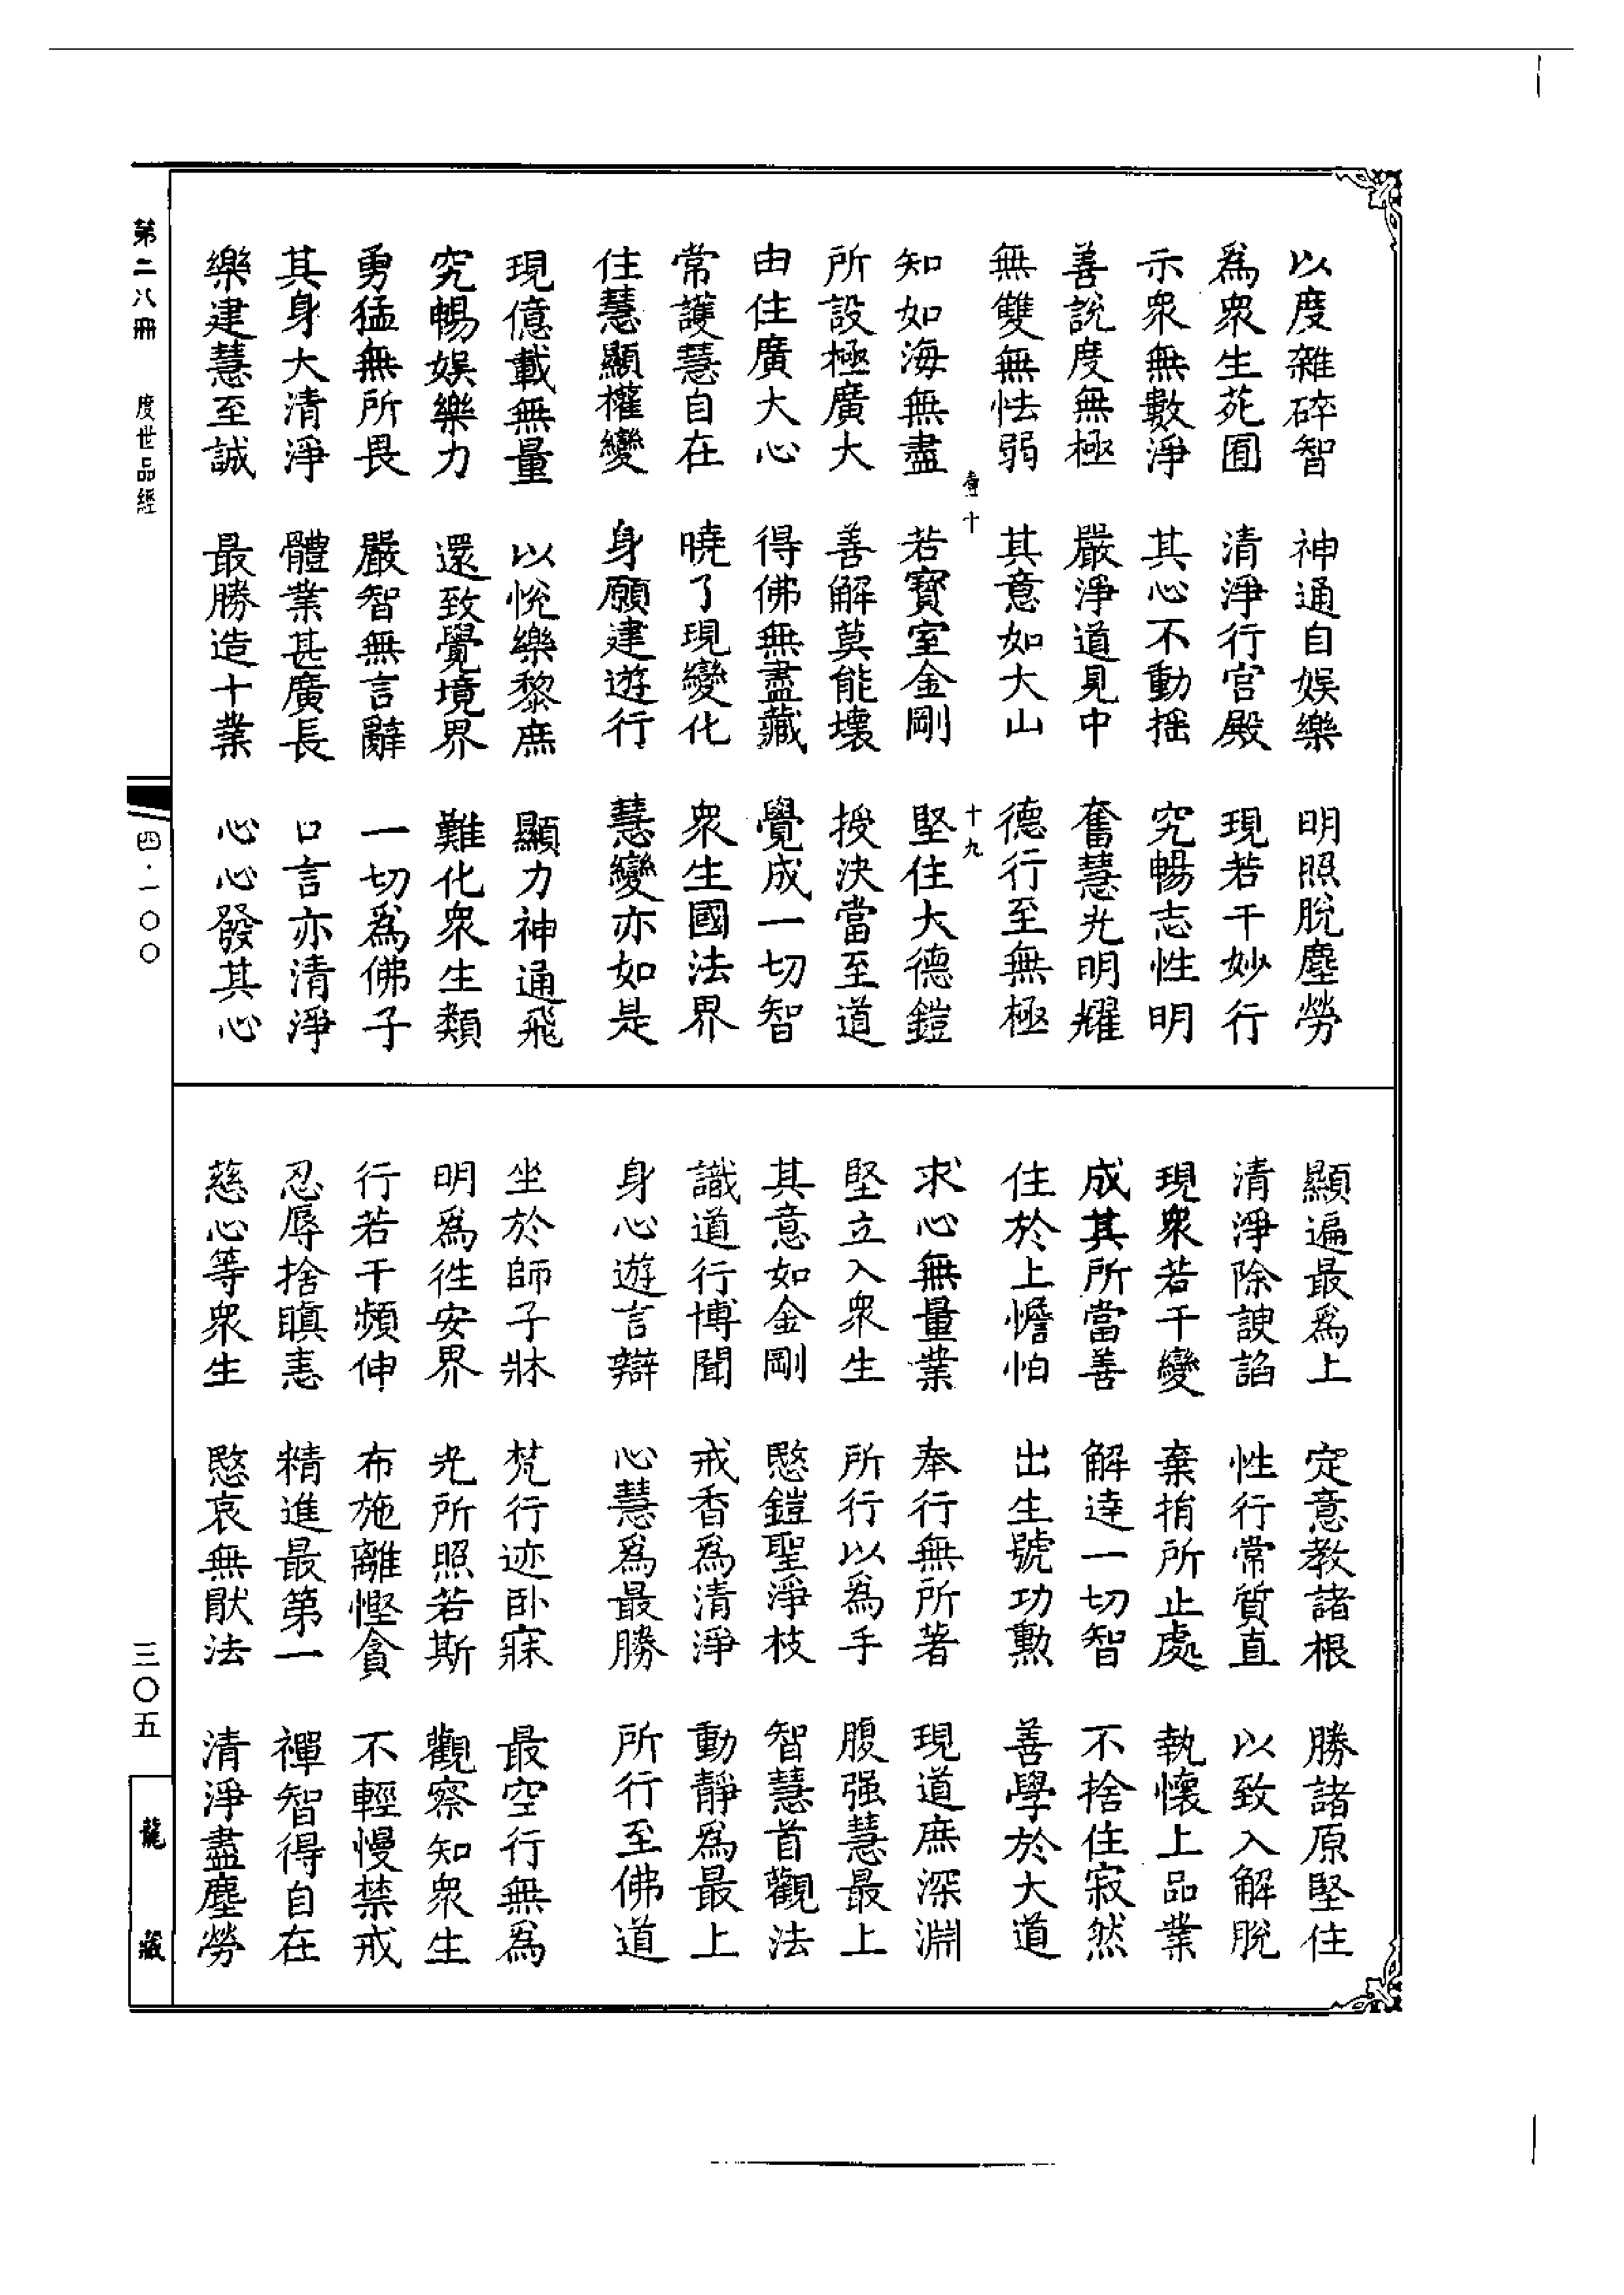 以度雜碎智　神通自娛樂　明照脫塵勞
為衆生苑囿　清淨行宫殿　現若干妙行
示衆無數淨　其心不動揺　究暢志性明
善說度無極　嚴淨道見中　奮慧光明耀
無雙無怯弱　其意如大山　德行至無極
十　十九
知如海無盡　若寳室金剛　堅住大德鎧
所設極廣大　善解莫能壞　授決當至道
由住廣大心　得佛無盡藏　覺成一切智
常護慧自在　曉了現變化　衆生國法界
住慧顯權變　身願建遊行　慧變亦如是
現億載無量　以悅樂黎庶　顯力神通飛
究暢娛樂力　還致覺境界　難化衆生類
勇猛無所畏　嚴智無言辭　一切為佛子
其身大清淨　體業甚廣長　口言亦清淨
樂建慧至誠　最勝造十業　心心發其心
顯遍最為上　定意教諸根　勝諸原堅住
清淨除諛諂　性行常質直　以致入解脫
現衆若干變　棄捐所止處　執懷上品業
成其所當善　解達一切智　不捨住寂然
住於上憺怕　出生號功勲　善學於大道
求心無量業　奉行無所著　現道庶深淵
堅立入衆生　所行以為手　腹强慧最上
其意如金剛　愍鎧聖淨枝　智慧首觀法
識道行博聞　戒香為清淨　動靜為最上
身心遊言辯　心慧為最勝　所行至佛道
坐於師子牀　梵行迹卧寐　最空行無為
明為徃安界　光所照若斯　觀察知衆生
行若干頻伸　布施離慳貪　不輕慢禁戒
忍辱捨瞋恚　精進最第一　禪智得自在
慈心等衆生　愍哀無猒法　清淨盡塵勞
第二八冊　度世品經
四·一〇〇
三〇五
龍藏